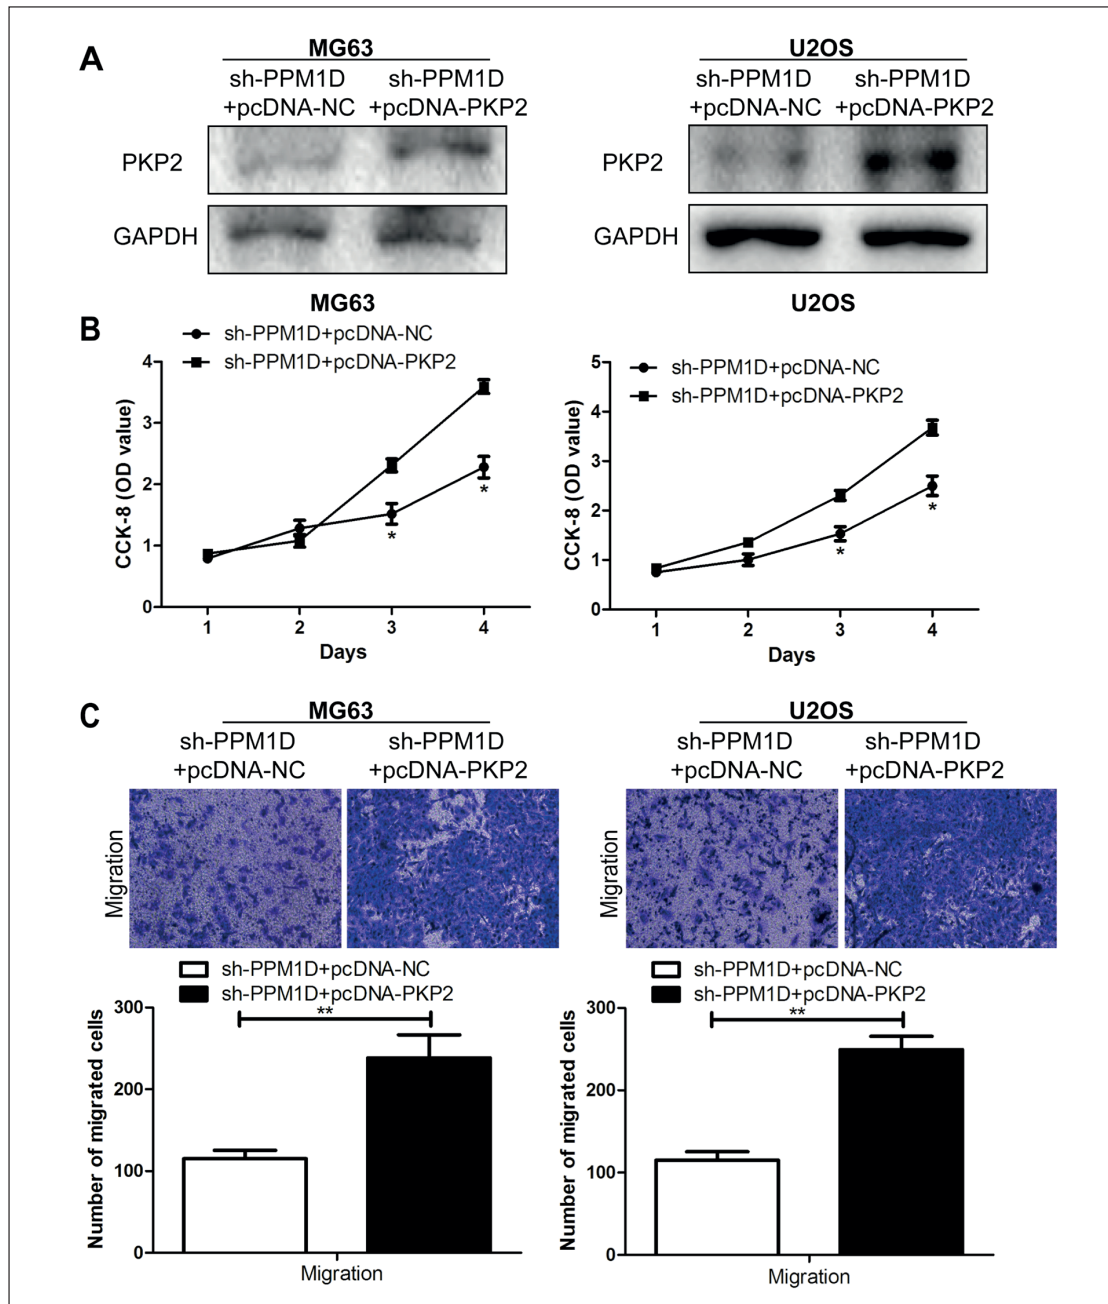 A
MG63
U2OS
sh-PPM1D
+pcDNA-NC
sh-PPM1D
+pcDNA-PKP2
sh-PPM1D
+pcDNA-NC
sh-PPM1D
+pcDNA-PKP2
PKP2
PKP2
GAPDH
GAPDH
B
MG63
U2OS
sh-PPM1D+pcDNA-NC
sh-PPM1D+pcDNA-PKP2
CCK-8 (OD value)
4
3
2
1
0
*
*
1 2 3 4
Days
sh-PPM1D+pcDNA-NC
sh-PPM1D+pcDNA-PKP2
CCK-8 (OD value)
5
4
3
2
1
0
*
*
1 2 3 4
Days
C
MG63
U2OS
sh-PPM1D
+pcDNA-NC
sh-PPM1D
+pcDNA-PKP2
sh-PPM1D
+pcDNA-NC
sh-PPM1D
+pcDNA-PKP2
Migration
Migration
sh-PPM1D+pcDNA-NC
sh-PPM1D+pcDNA-PKP2
Number of migrated cells
300
200
100
0
**
Migration
sh-PPM1D+pcDNA-NC
sh-PPM1D+pcDNA-PKP2
Number of migrated cells
300
200
100
0
**
Migration